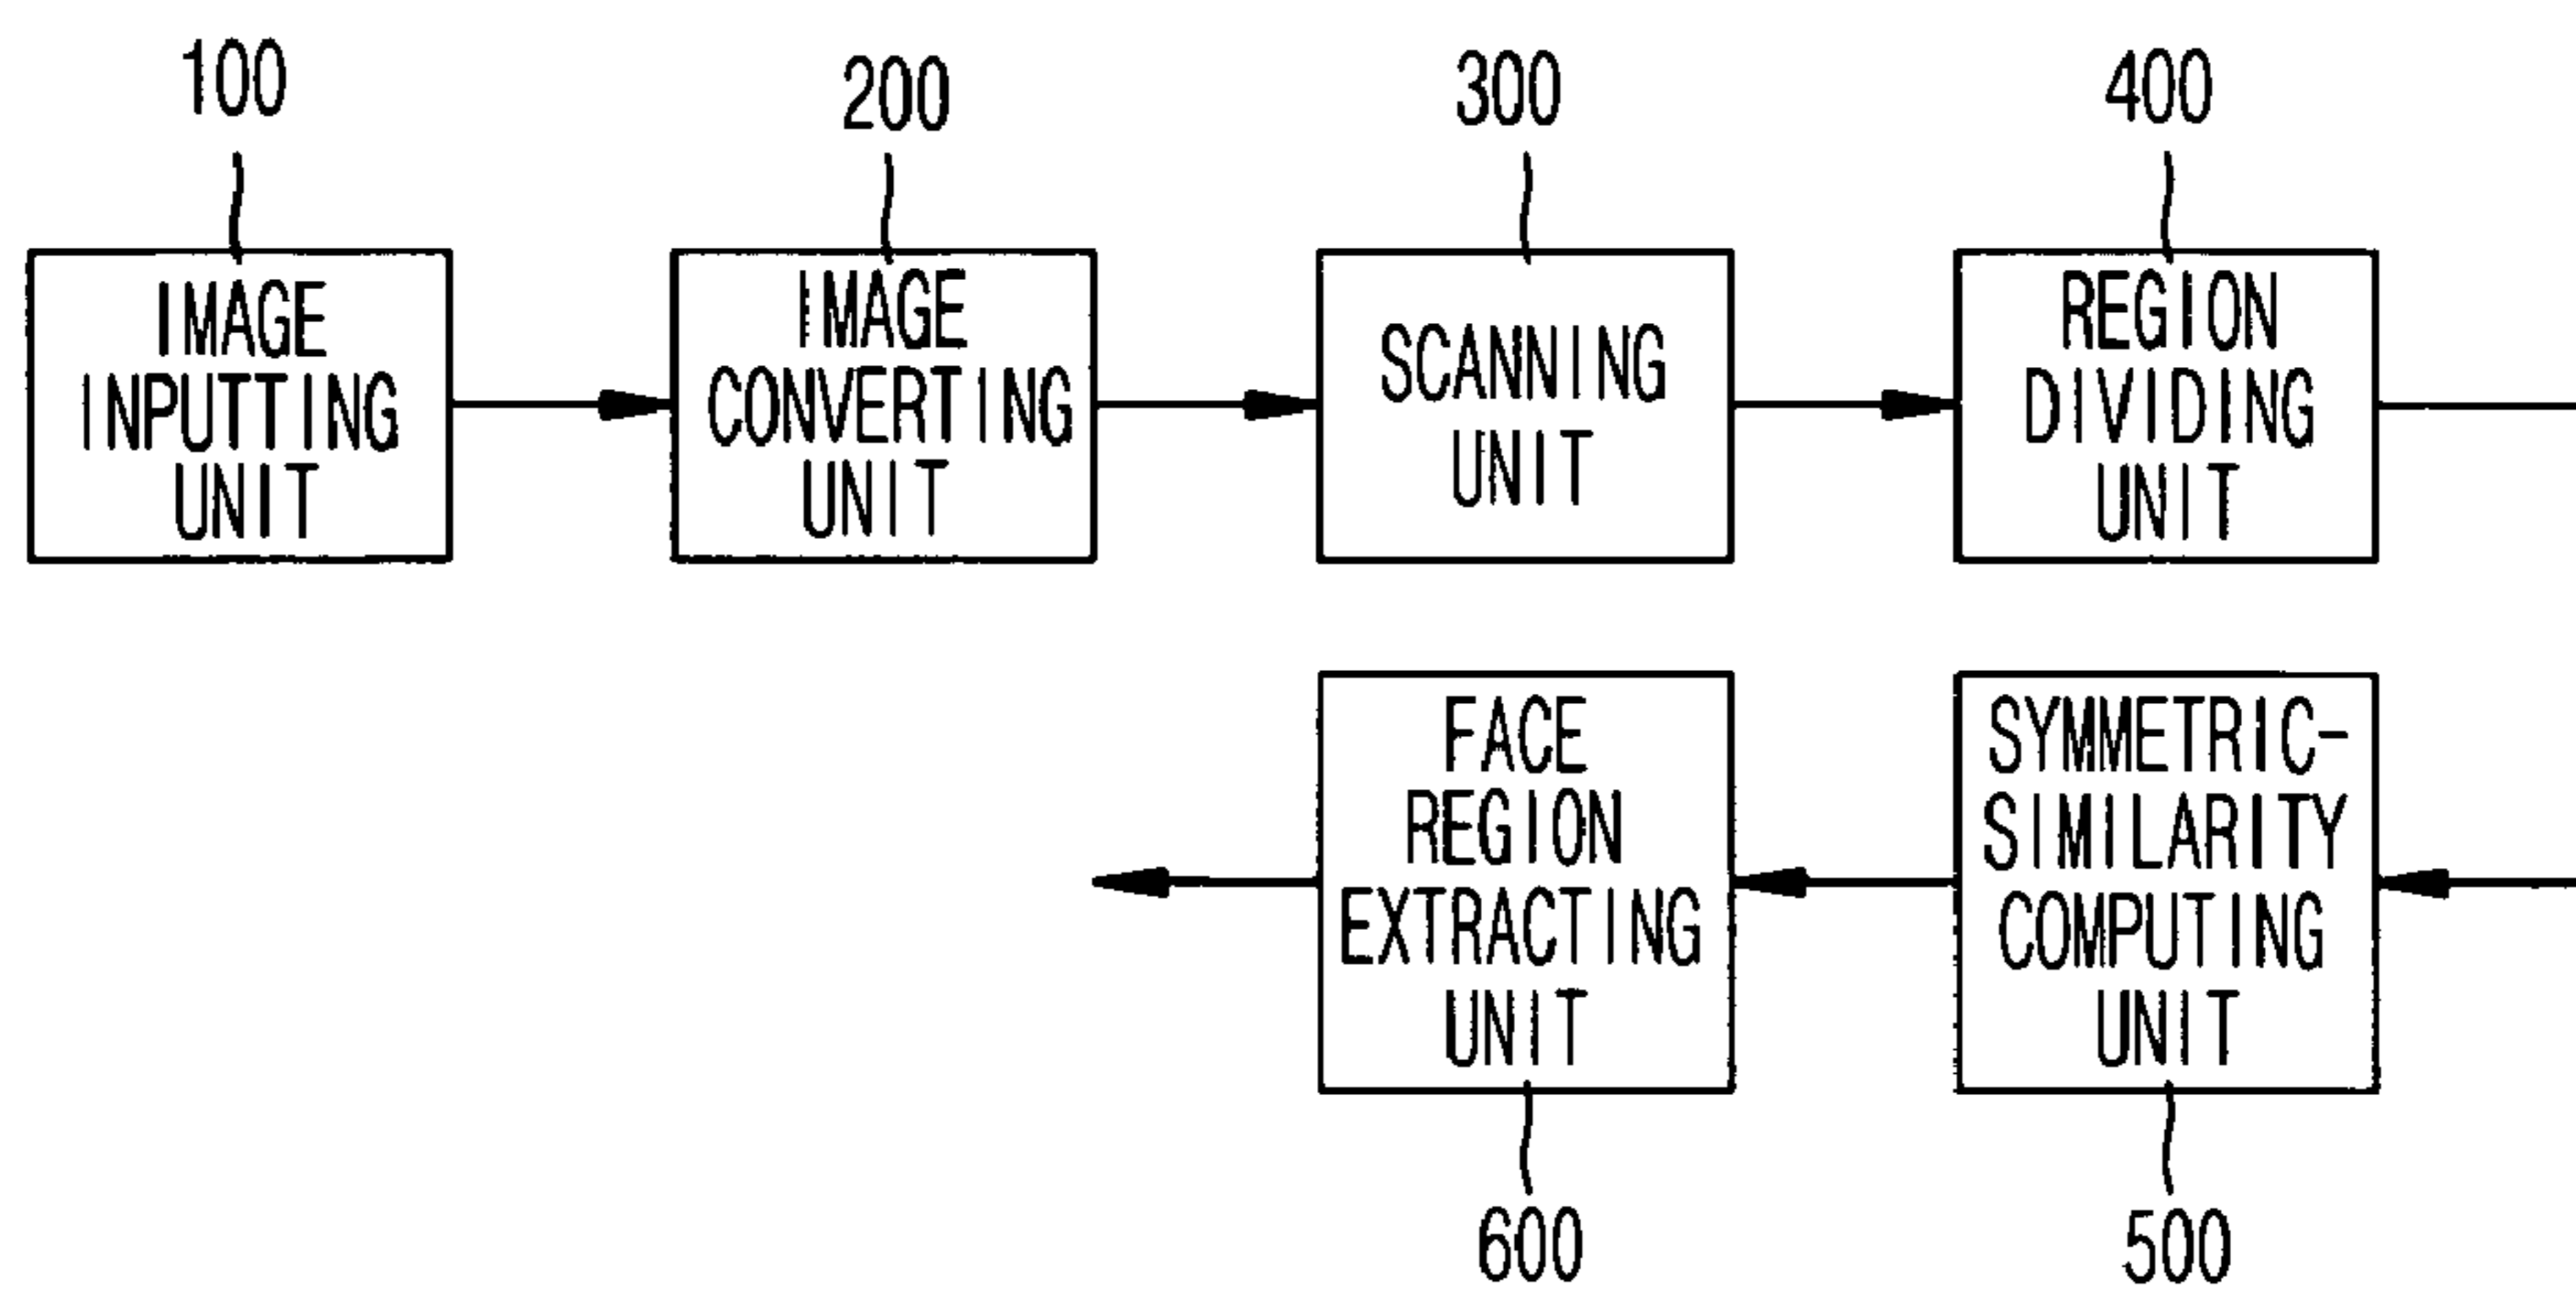 100
200
300
400
IMAGE
INPUTTING
UNIT
IMAGE
CONVERTING
UNIT
SCANNING
UNIT
REGION
DIVIDING
UNIT
FACE
REGION
EXTRACTING
UNIT
SYMMETRIC-
SIMILARITY
COMPUTING
UNIT
600
500